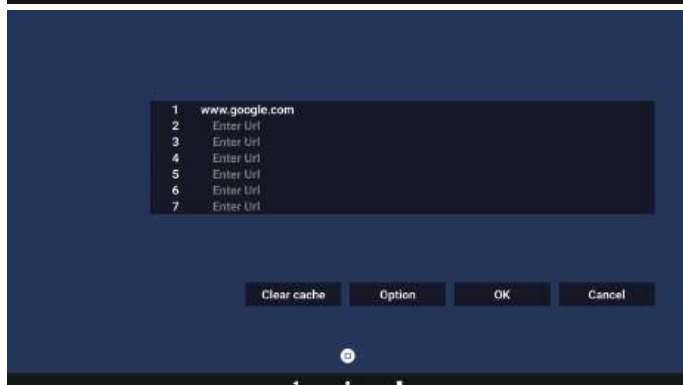 1 www.google.com
2 Enter Url
3 Enter Url
4 Enter Url
5 Enter Url
6 Enter Url
7 Enter Url
Clear cache Option OK Cancel